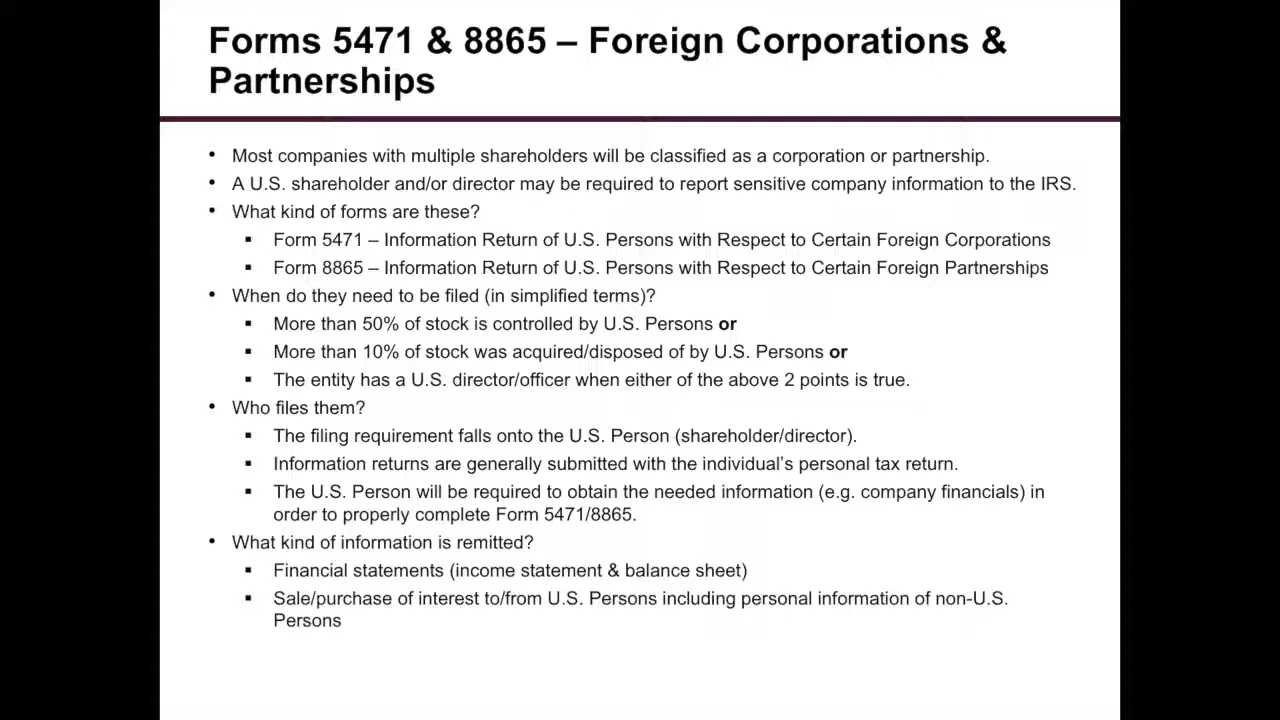 Forms 5471 & 8865 – Foreign Corporations &
Partnerships
• Most companies with multiple shareholders will be classified as a corporation or partnership.
• A U.S. shareholder and/or director may be required to report sensitive company information to the IRS.
• What kind of forms are these?
▪ Form 5471 – Information Return of U.S. Persons with Respect to Certain Foreign Corporations
▪ Form 8865 – Information Return of U.S. Persons with Respect to Certain Foreign Partnerships
• When do they need to be filed (in simplified terms)?
▪ More than 50% of stock is controlled by U.S. Persons or
▪ More than 10% of stock was acquired/disposed of by U.S. Persons or
▪ The entity has a U.S. director/officer when either of the above 2 points is true.
• Who files them?
▪ The filing requirement falls onto the U.S. Person (shareholder/director).
▪ Information returns are generally submitted with the individual’s personal tax return.
▪ The U.S. Person will be required to obtain the needed information (e.g. company financials) in
order to properly complete Form 5471/8865.
• What kind of information is remitted?
▪ Financial statements (income statement & balance sheet)
▪ Sale/purchase of interest to/from U.S. Persons including personal information of non-U.S.
Persons